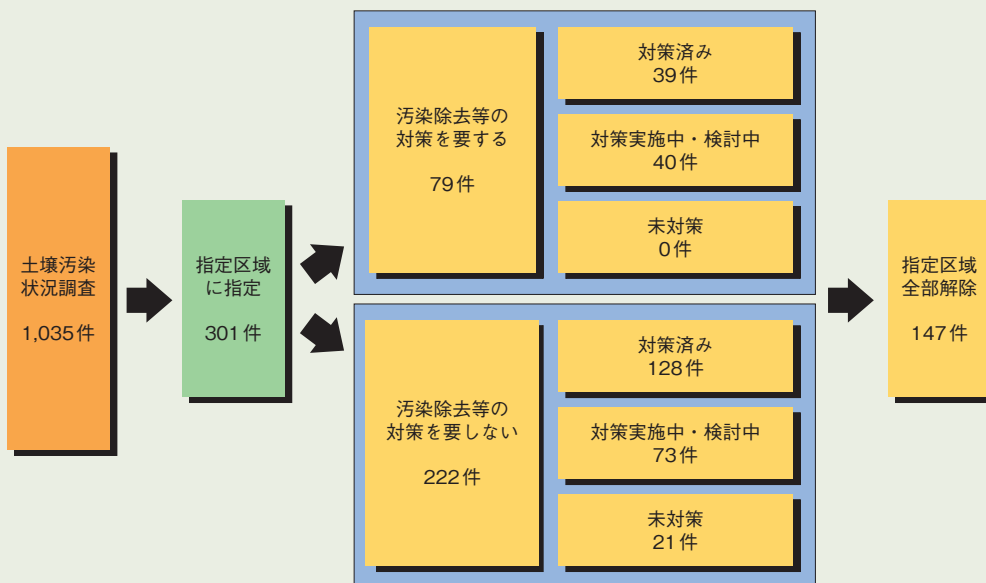 土壌汚染
状況調査
1,035件
指定区域
に指定
301件
汚染除去等の
対策を要する
79件
対策済み
39件
対策実施中・検討中
40件
未対策
0件
汚染除去等の
対策を要しない
222件
対策済み
128件
対策実施中・検討中
73件
未対策
21件
指定区域
全部解除
147件